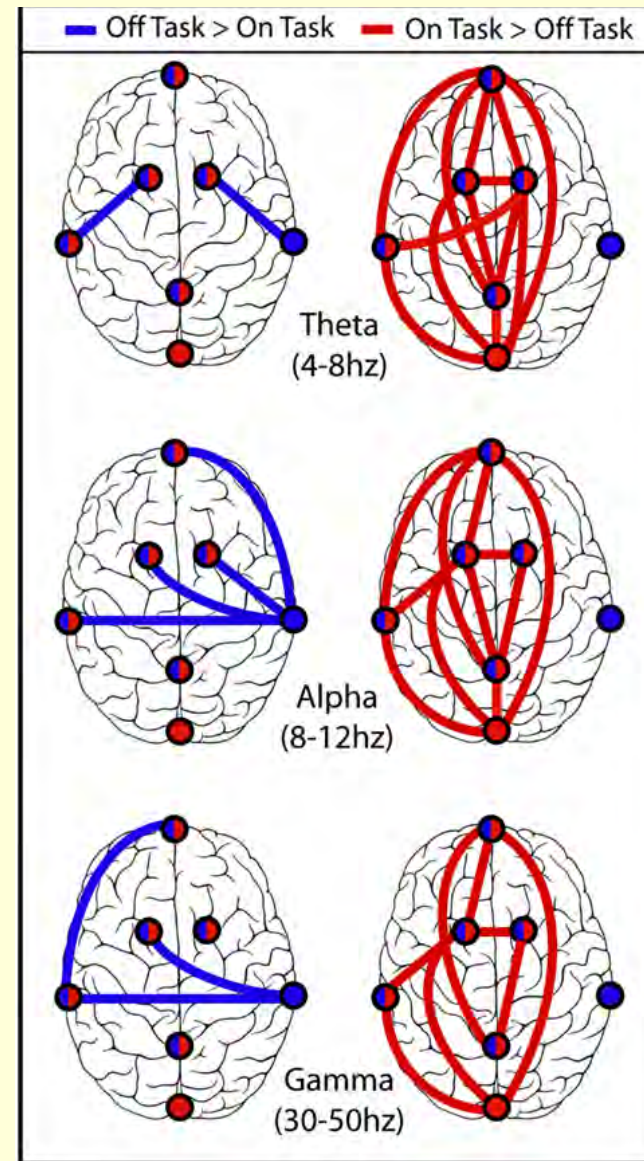 Off Task > On Task On Task > Off Task
Theta
(4-8hz)
Alpha
(8-12hz)
Gamma
(30-50hz)